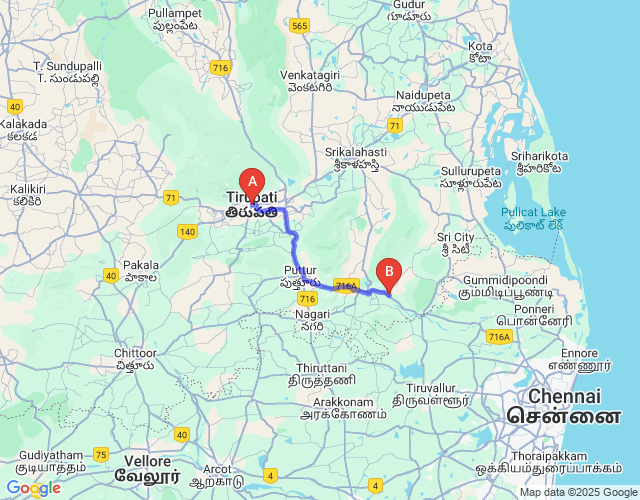 Pullampet
పుల్లంపేట
Gudur
గూడూరు
565
T. Sundupalli
T. సుండుపల్లి
716
Kota
కోటా
Venkatagiri
వెంకటగిరి
Naidupeta
నాయుడుపేట
40
Kalakada
కలకడ
71
Srikalahasti
శ్రీకాళహస్తి
Sriharikota
శ్రీహరికోట
Sullurupeta
సూళ్లూరుపేట
A
Kalikiri
కలికిరి
71
Tirupati
తిరుపతి
Pulicat Lake
పులికాట్ లేక్
140
Sri City
శ్రీ సిటీ
Pakala
పాకాల
40
Puttur
పుత్తూరు
B
716A
Gummidipoondi
கும்மிடிப்பூண்டி
716
Nagari
నగరి
Ponneri
பொன்னேரி
716A
Chittoor
చిత్తూరు
Ennore
எண்ணூர்
Thiruttani
திருத்தணி
Tiruvallur
திருவள்ளூர்
Chennai
சென்னை
Arakkonam
அரக்கோணம்
40
Gudiyatham
குடியாத்தம்
75
Vellore
வேலூர்
Arcot
ஆற்காடு
4
4
Thoraipakkam
ஒக்கியம்துரைப்பாக்கம்
Google
Map data ©2025 Google